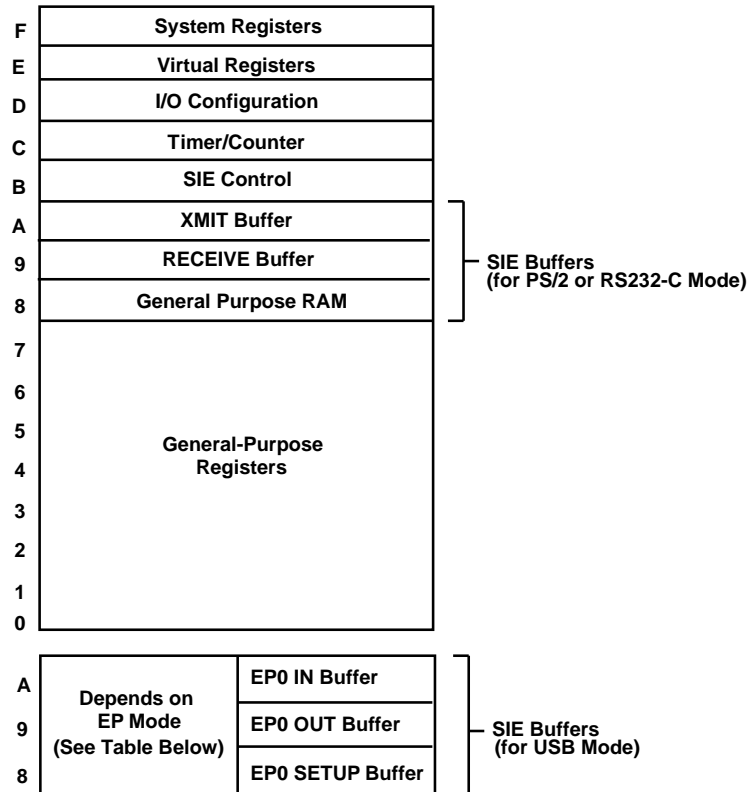 F System Registers
E Virtual Registers
D I/O Configuration
C Timer/Counter
B SIE Control
A XMIT Buffer
9 RECEIVE Buffer
8 General Purpose RAM
SIE Buffers
(for PS/2 or RS232-C Mode)
7
6
5
General-Purpose
Registers
4
3
2
1
0
A
Depends on
EP Mode
(See Table Below)
EP0 IN Buffer
9
EP0 OUT Buffer
8
EP0 SETUP Buffer
SIE Buffers
(for USB Mode)